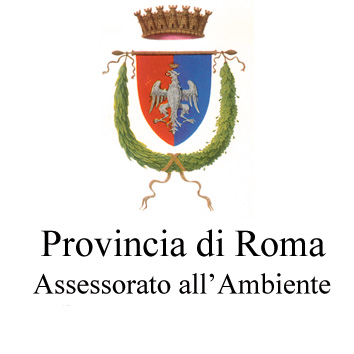 Provincia di Roma
Assessorato all’Ambiente